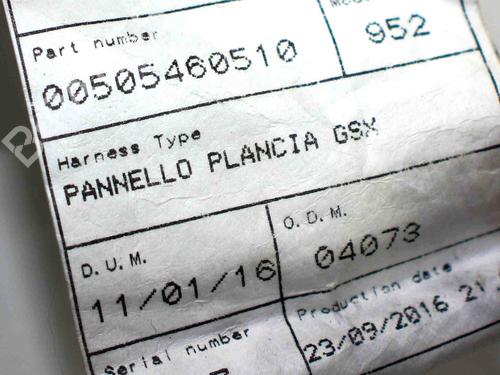 Part number
00505460510
952
Harness Type
PANNELLO PLANCIA GSX
D.U.M.
11/01/16
O.D.M.
04073
Serial number
Production date
23/09/2016 21